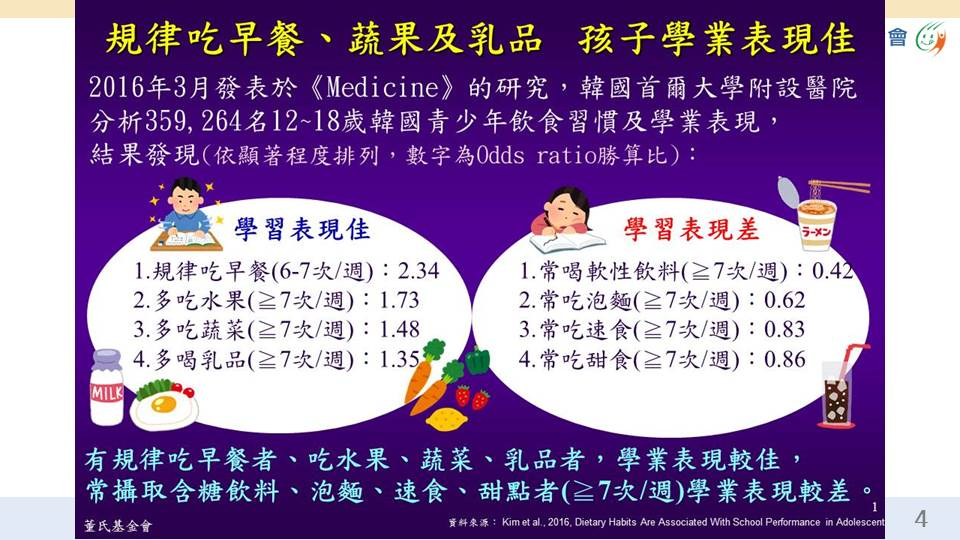 規律吃早餐、蔬果及乳品 孩子學業表現佳
會
2016年3月發表於《Medicine》的研究，韓國首爾大學附設醫院
分析359,264名12~18歲韓國青少年飲食習慣及學業表現，
結果發現(依顯著程度排列，數字為Odds ratio勝算比)：
學習表現佳
1.規律吃早餐(6-7次/週)：2.34
2.多吃水果(≧7次/週)：1.73
3.多吃蔬菜(≧7次/週)：1.48
4.多喝乳品(≧7次/週)：1.35
MILK
學習表現差
ラーメン
1.常喝軟性飲料(≧7次/週)：0.42
2.常吃泡麵(≧7次/週)：0.62
3.常吃速食(≧7次/週)：0.83
4.常吃甜食(≧7次/週)：0.86
有規律吃早餐者、吃水果、蔬菜、乳品者，學業表現較佳，
常攝取含糖飲料、泡麵、速食、甜點者(≧7次/週)學業表現較差。
1
董氏基金會
資料來源： Kim et al., 2016, Dietary Habits Are Associated With School Performance in Adolescent
4